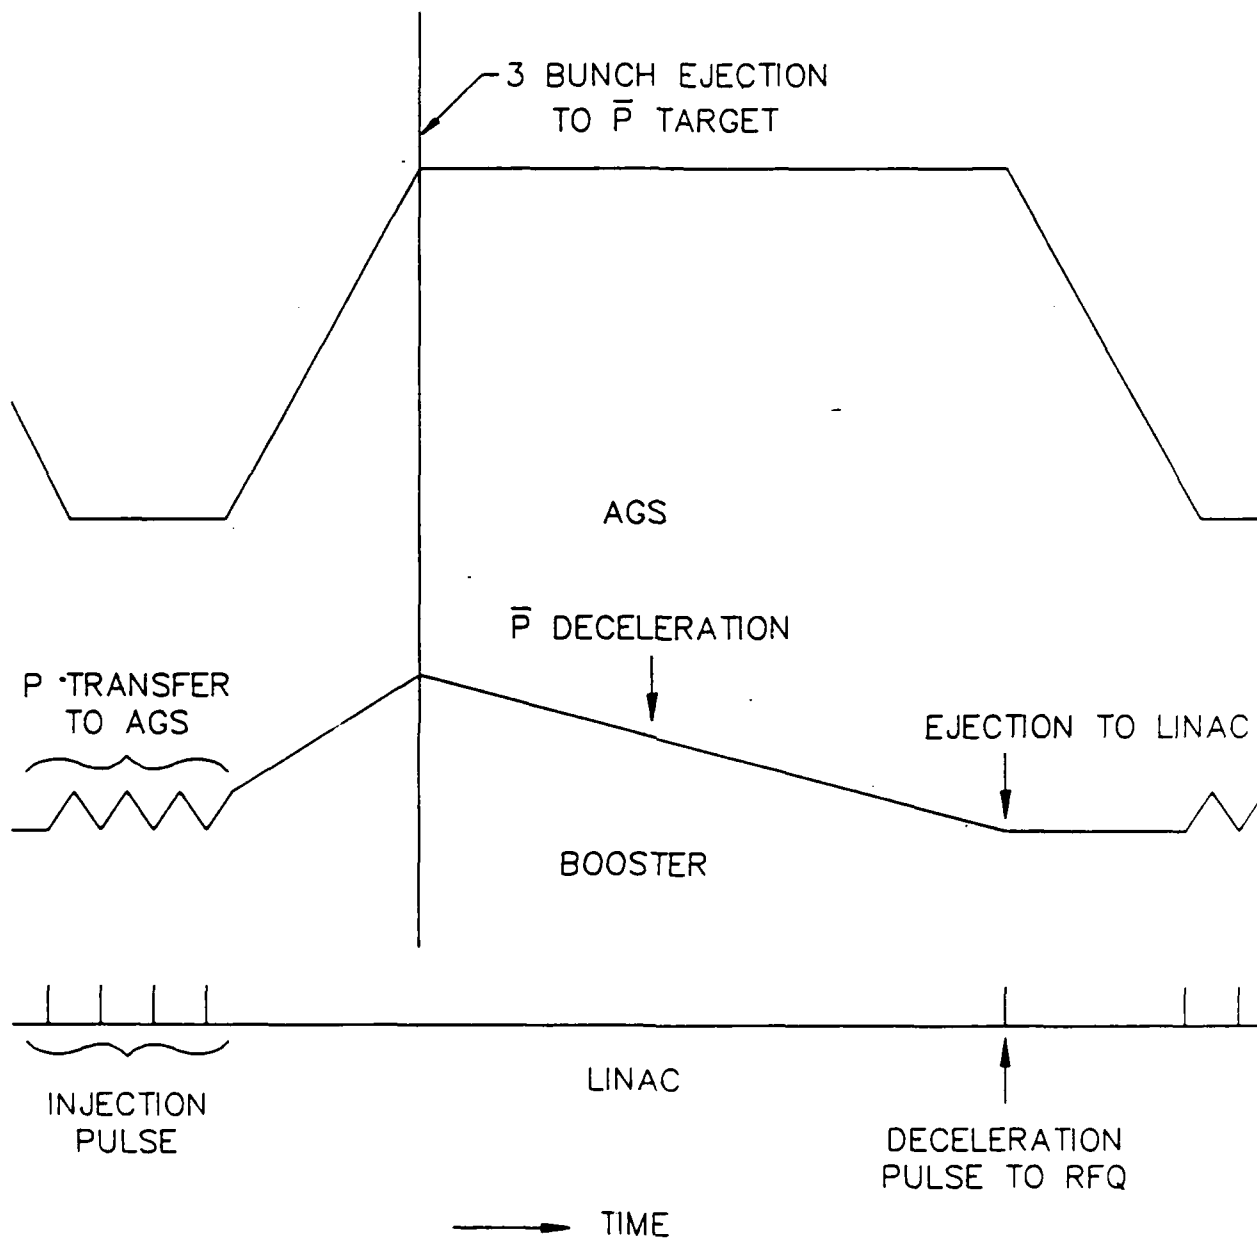 3 BUNCH EJECTION
TO P̅ TARGET
AGS
P̅ DECELERATION
P TRANSFER
TO AGS
EJECTION TO LINAC
BOOSTER
LINAC
INJECTION
PULSE
DECELERATION
PULSE TO RFQ
TIME